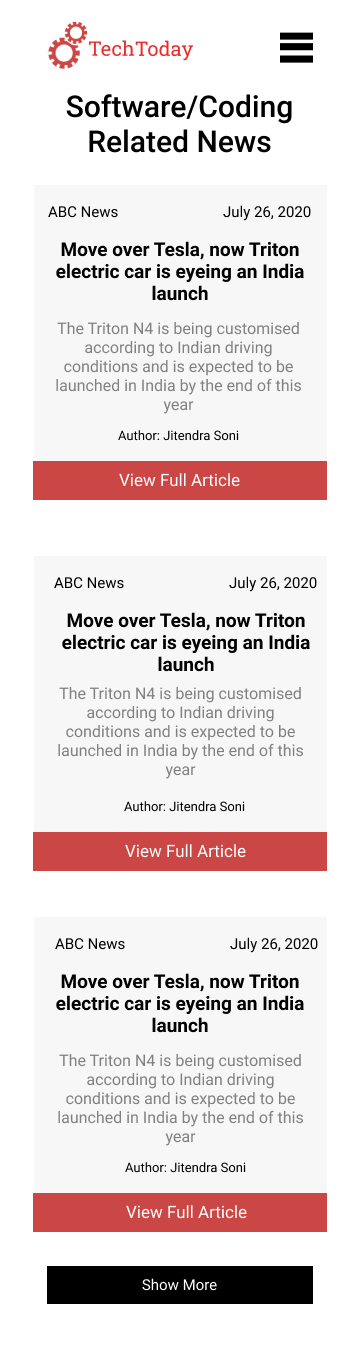 TechToday
Software/Coding
Related News
ABC News July 26, 2020
Move over Tesla, now Triton
electric car is eyeing an India
launch
The Triton N4 is being customised
according to Indian driving
conditions and is expected to be
launched in India by the end of this
year
Author: Jitendra Soni
View Full Article
ABC News July 26, 2020
Move over Tesla, now Triton
electric car is eyeing an India
launch
The Triton N4 is being customised
according to Indian driving
conditions and is expected to be
launched in India by the end of this
year
Author: Jitendra Soni
View Full Article
ABC News July 26, 2020
Move over Tesla, now Triton
electric car is eyeing an India
launch
The Triton N4 is being customised
according to Indian driving
conditions and is expected to be
launched in India by the end of this
year
Author: Jitendra Soni
View Full Article
Show More